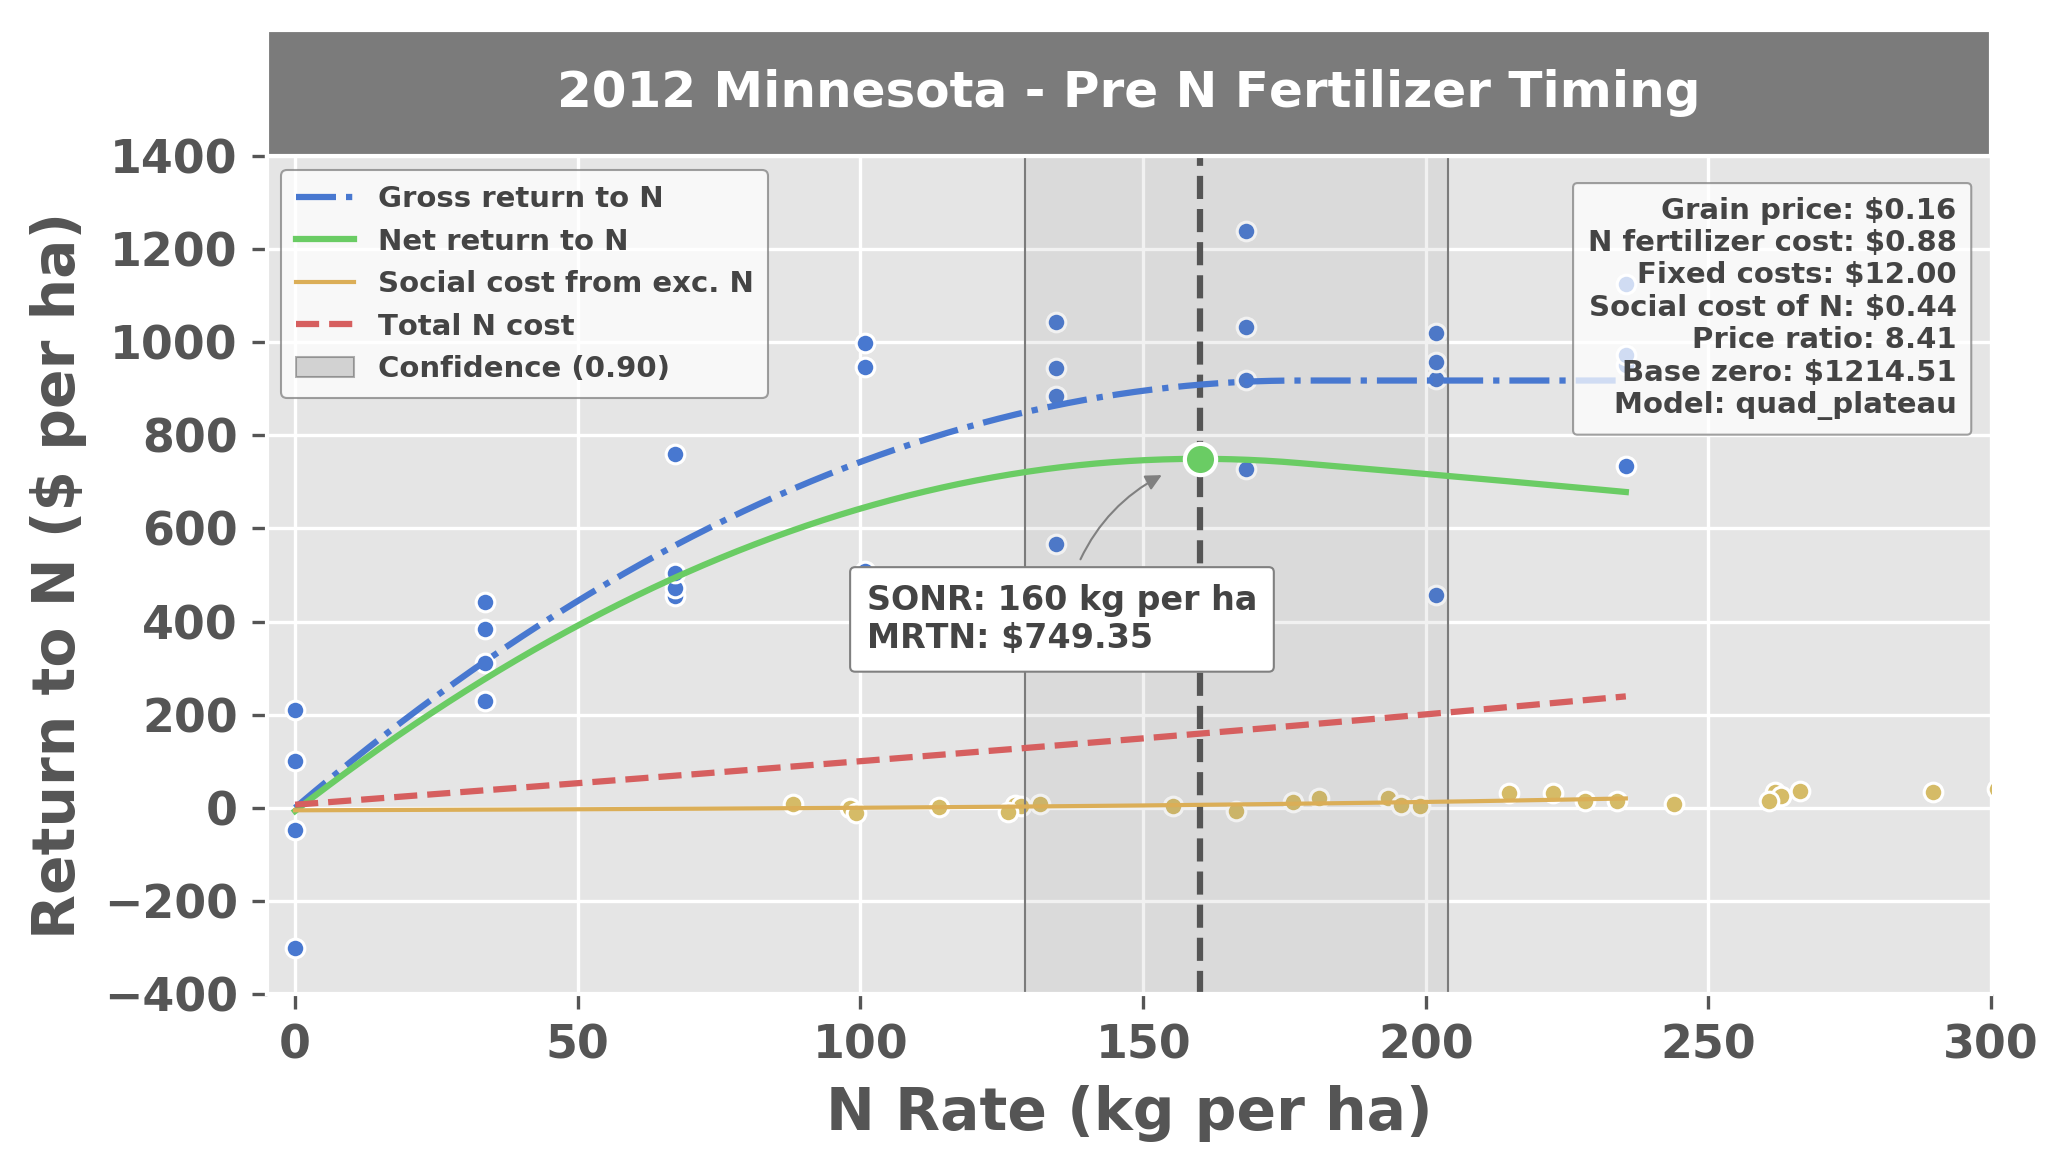 2012 Minnesota - Pre N Fertilizer Timing
Return to N ($ per ha)
1400
1200
1000
800
600
400
200
0
−200
−400
Gross return to N
Net return to N
Social cost from exc. N
Total N cost
Confidence (0.90)
Grain price: $0.16
N fertilizer cost: $0.88
Fixed costs: $12.00
Social cost of N: $0.44
Price ratio: 8.41
Base zero: $1214.51
Model: quad_plateau
SONR: 160 kg per ha
MRTN: $749.35
0 50 100 150 200 250 300
N Rate (kg per ha)